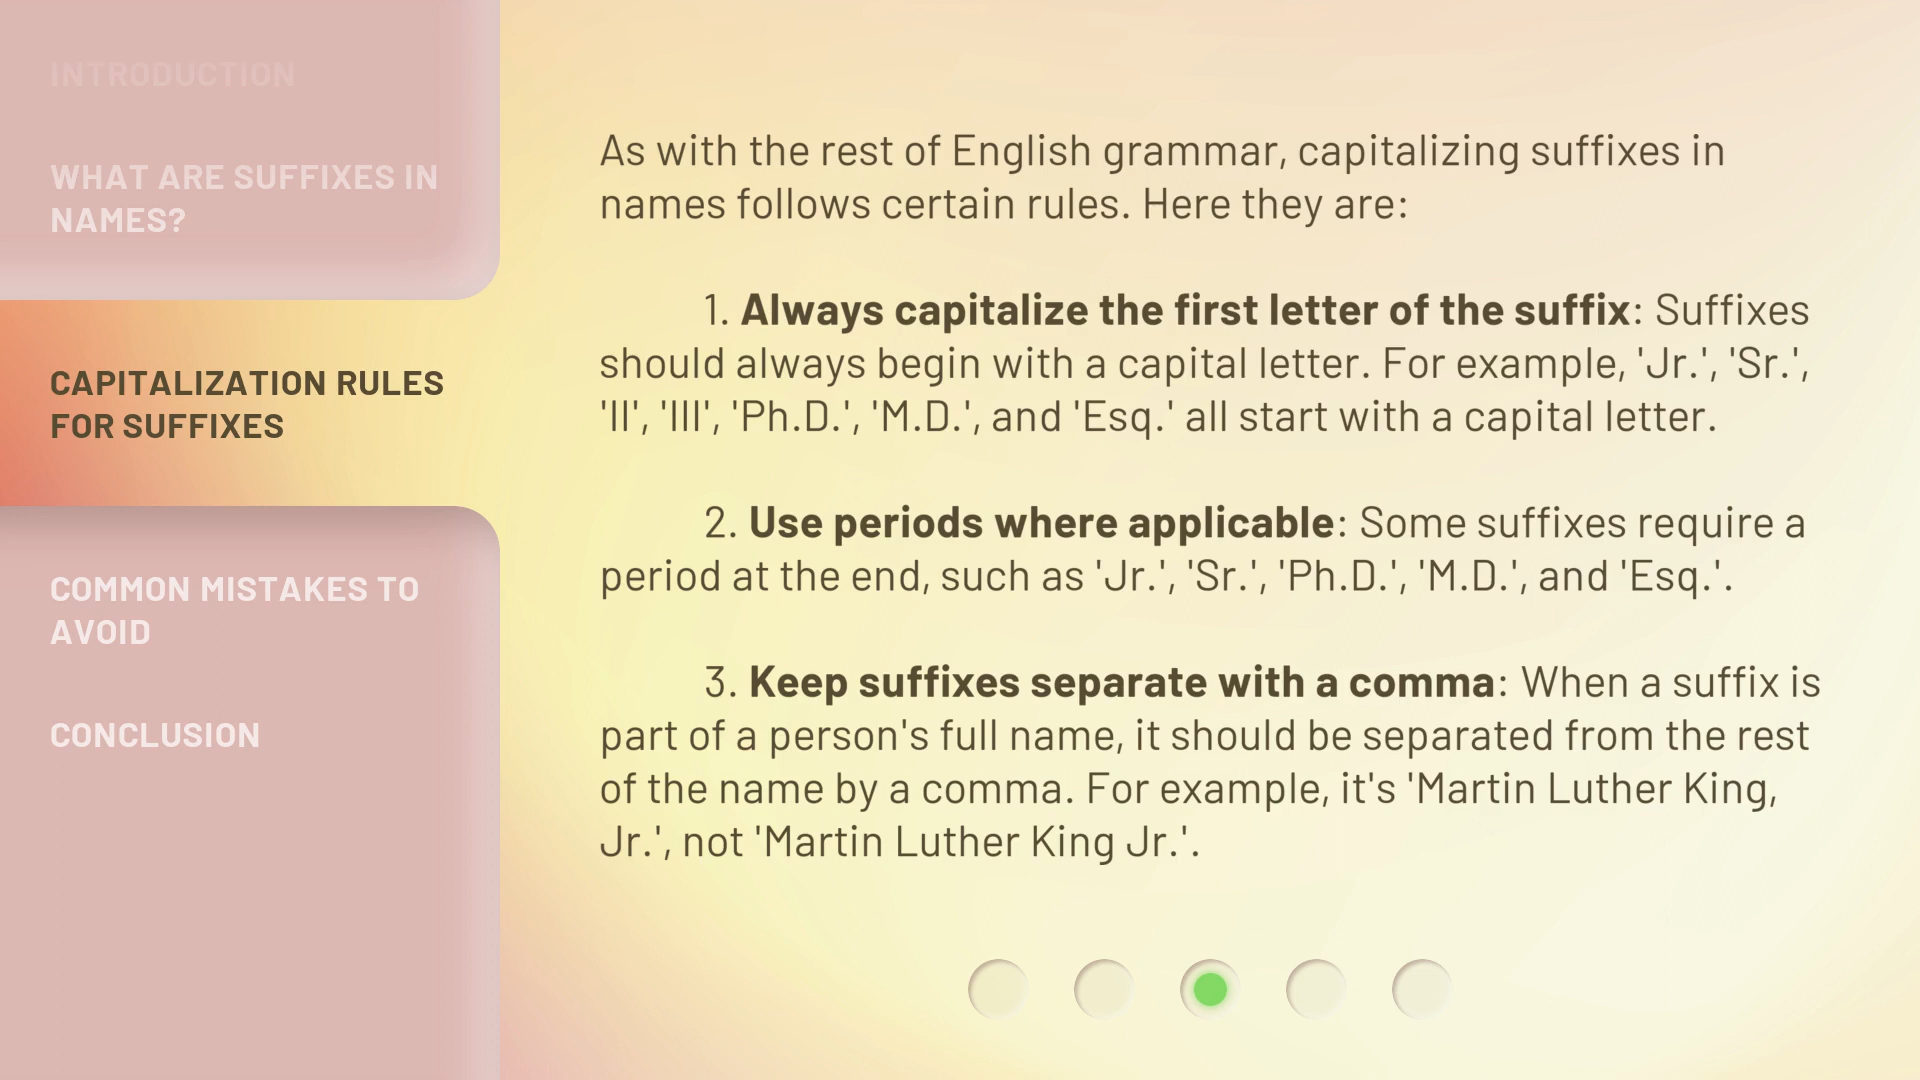 INTRODUCTION
WHAT ARE SUFFIXES IN
NAMES?
CAPITALIZATION RULES
FOR SUFFIXES
COMMON MISTAKES TO
AVOID
CONCLUSION
As with the rest of English grammar, capitalizing suffixes in
names follows certain rules. Here they are:
1. Always capitalize the first letter of the suffix: Suffixes
should always begin with a capital letter. For example, 'Jr.', 'Sr.',
'II', 'III', 'Ph.D.', 'M.D.', and 'Esq.' all start with a capital letter.
2. Use periods where applicable: Some suffixes require a
period at the end, such as 'Jr.', 'Sr.', 'Ph.D.', 'M.D.', and 'Esq.'.
3. Keep suffixes separate with a comma: When a suffix is
part of a person's full name, it should be separated from the rest
of the name by a comma. For example, it's 'Martin Luther King,
Jr.', not 'Martin Luther King Jr.'.